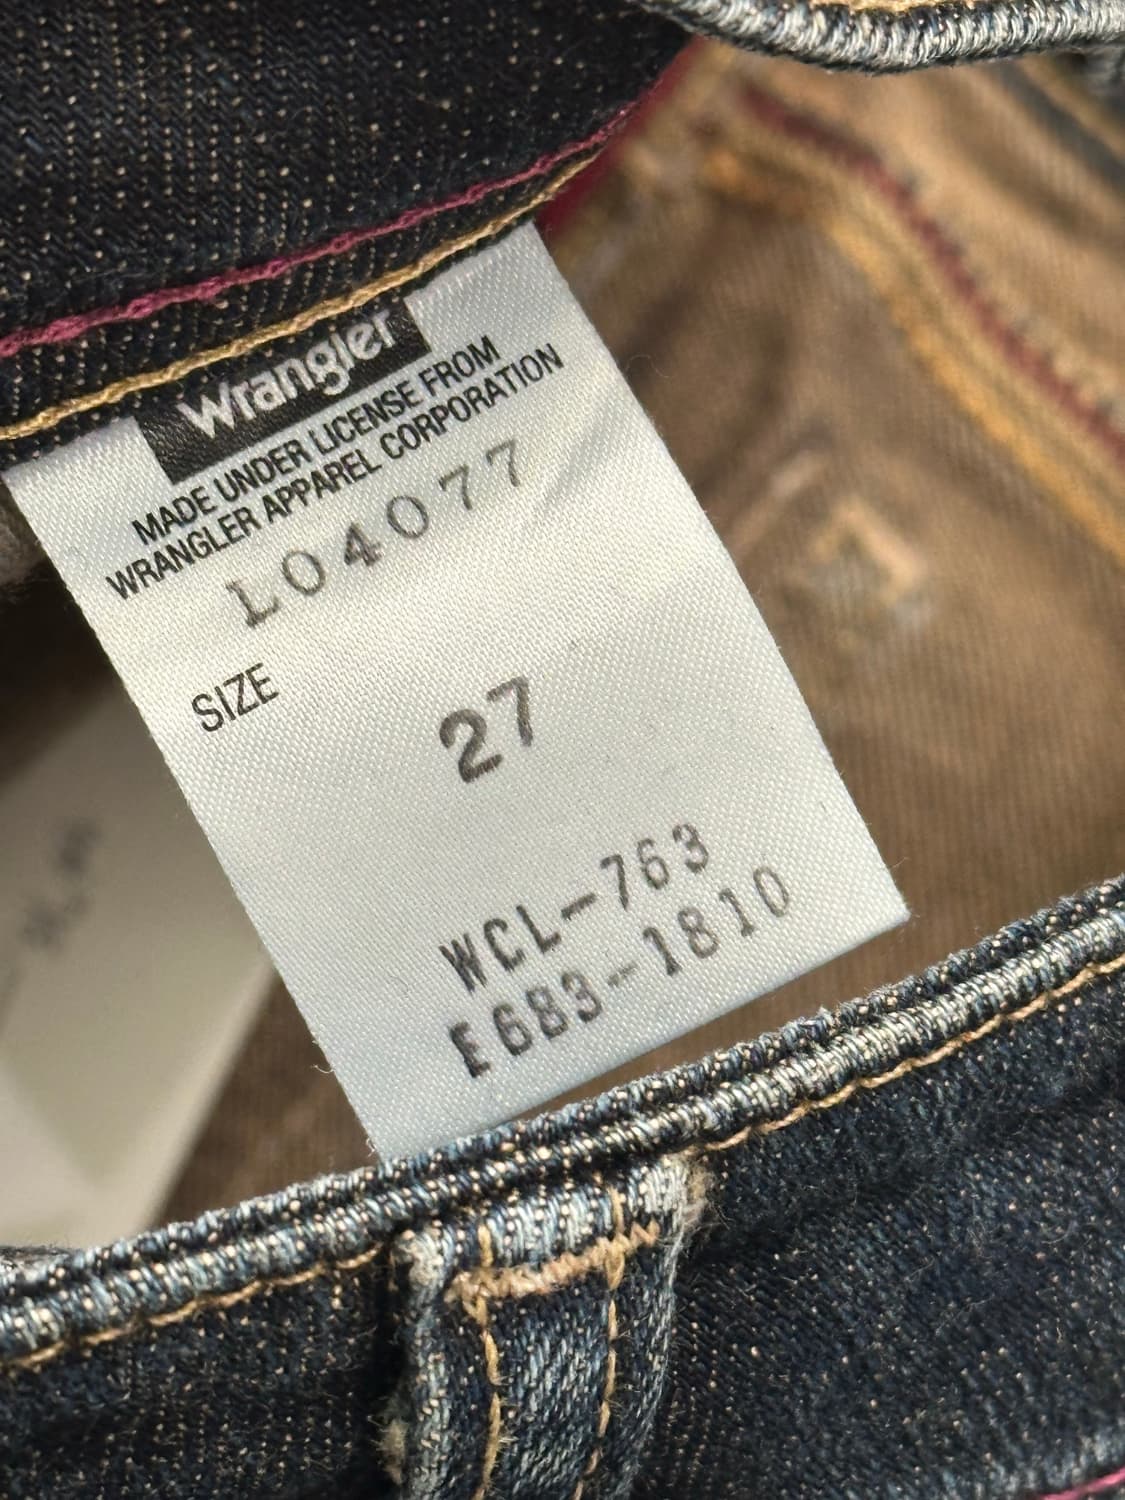 Wrangler
MADE UNDER LICENSE FROM
WRANGLER APPAREL CORPORATION
L04077
SIZE
27
WCL-763
E683-1810